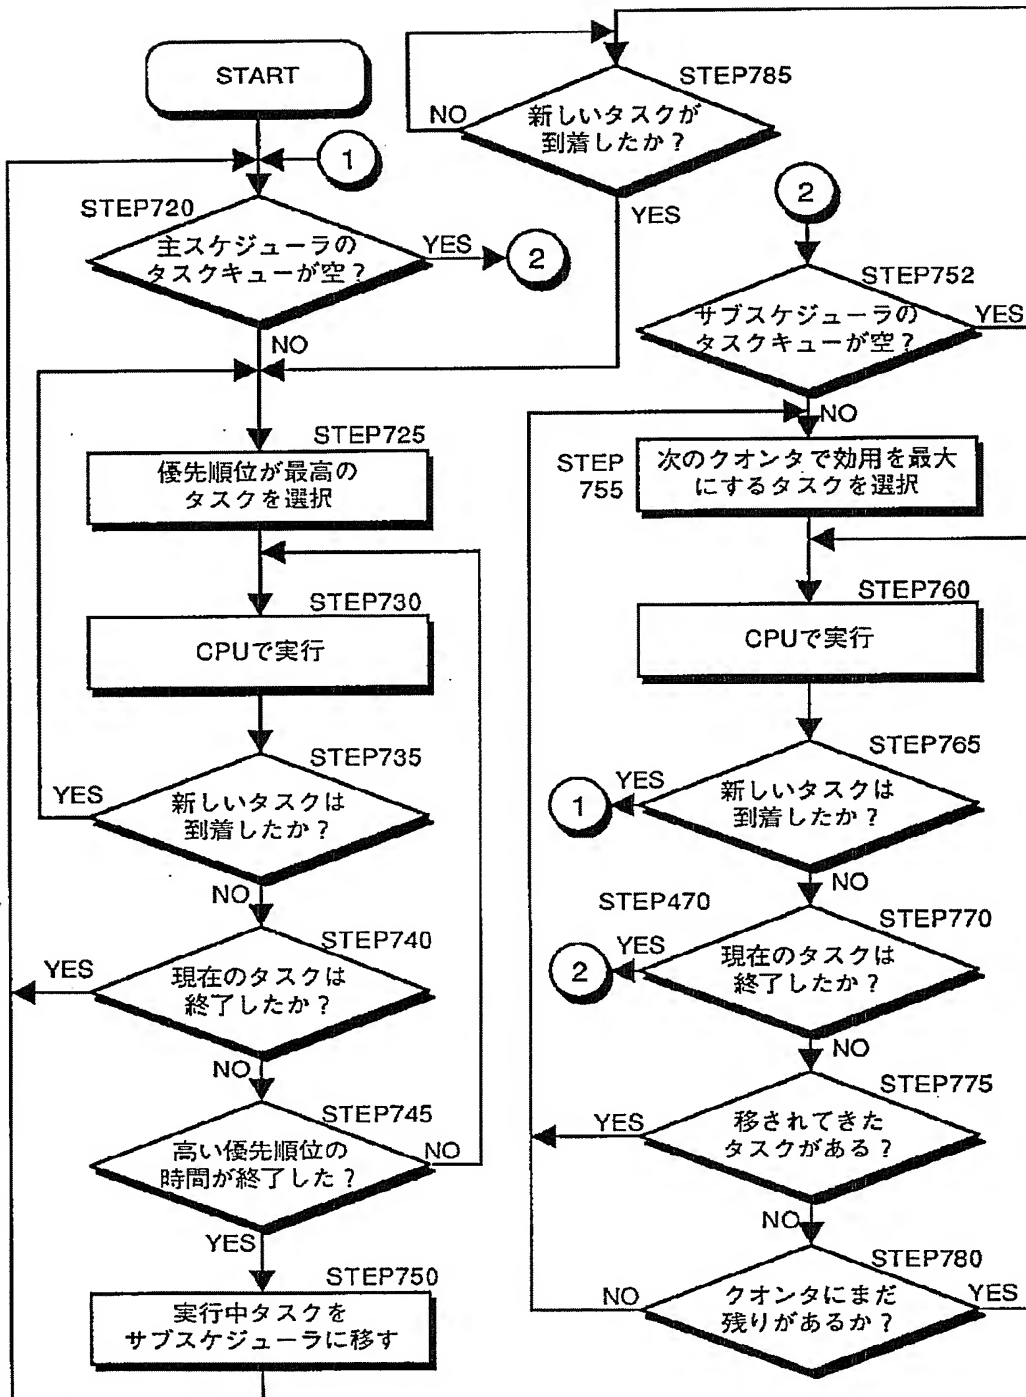 START
1
STEP720
主スケジューラの
タスクキューが空？
YES
2
NO
STEP725
優先順位が最高の
タスクを選択
STEP730
CPUで実行
STEP735
YES
新しいタスクは
到着したか？
NO
STEP740
YES
現在のタスクは
終了したか？
NO
STEP745
高い優先順位の
時間が終了した？
NO
YES
STEP750
実行中タスクを
サブスケジューラに移す
STEP785
NO
新しいタスクが
到着したか？
YES
2
STEP752
サブスケジューラの
タスクキューが空？
YES
NO
STEP
755
次のクオンタで効用を最大
にするタスクを選択
STEP760
CPUで実行
STEP765
YES
1
新しいタスクは
到着したか？
NO
STEP470
STEP770
YES
2
現在のタスクは
終了したか？
NO
STEP775
YES
移されてきた
タスクがある？
NO
STEP780
NO
クオンタにまだ
残りがあるか？
YES